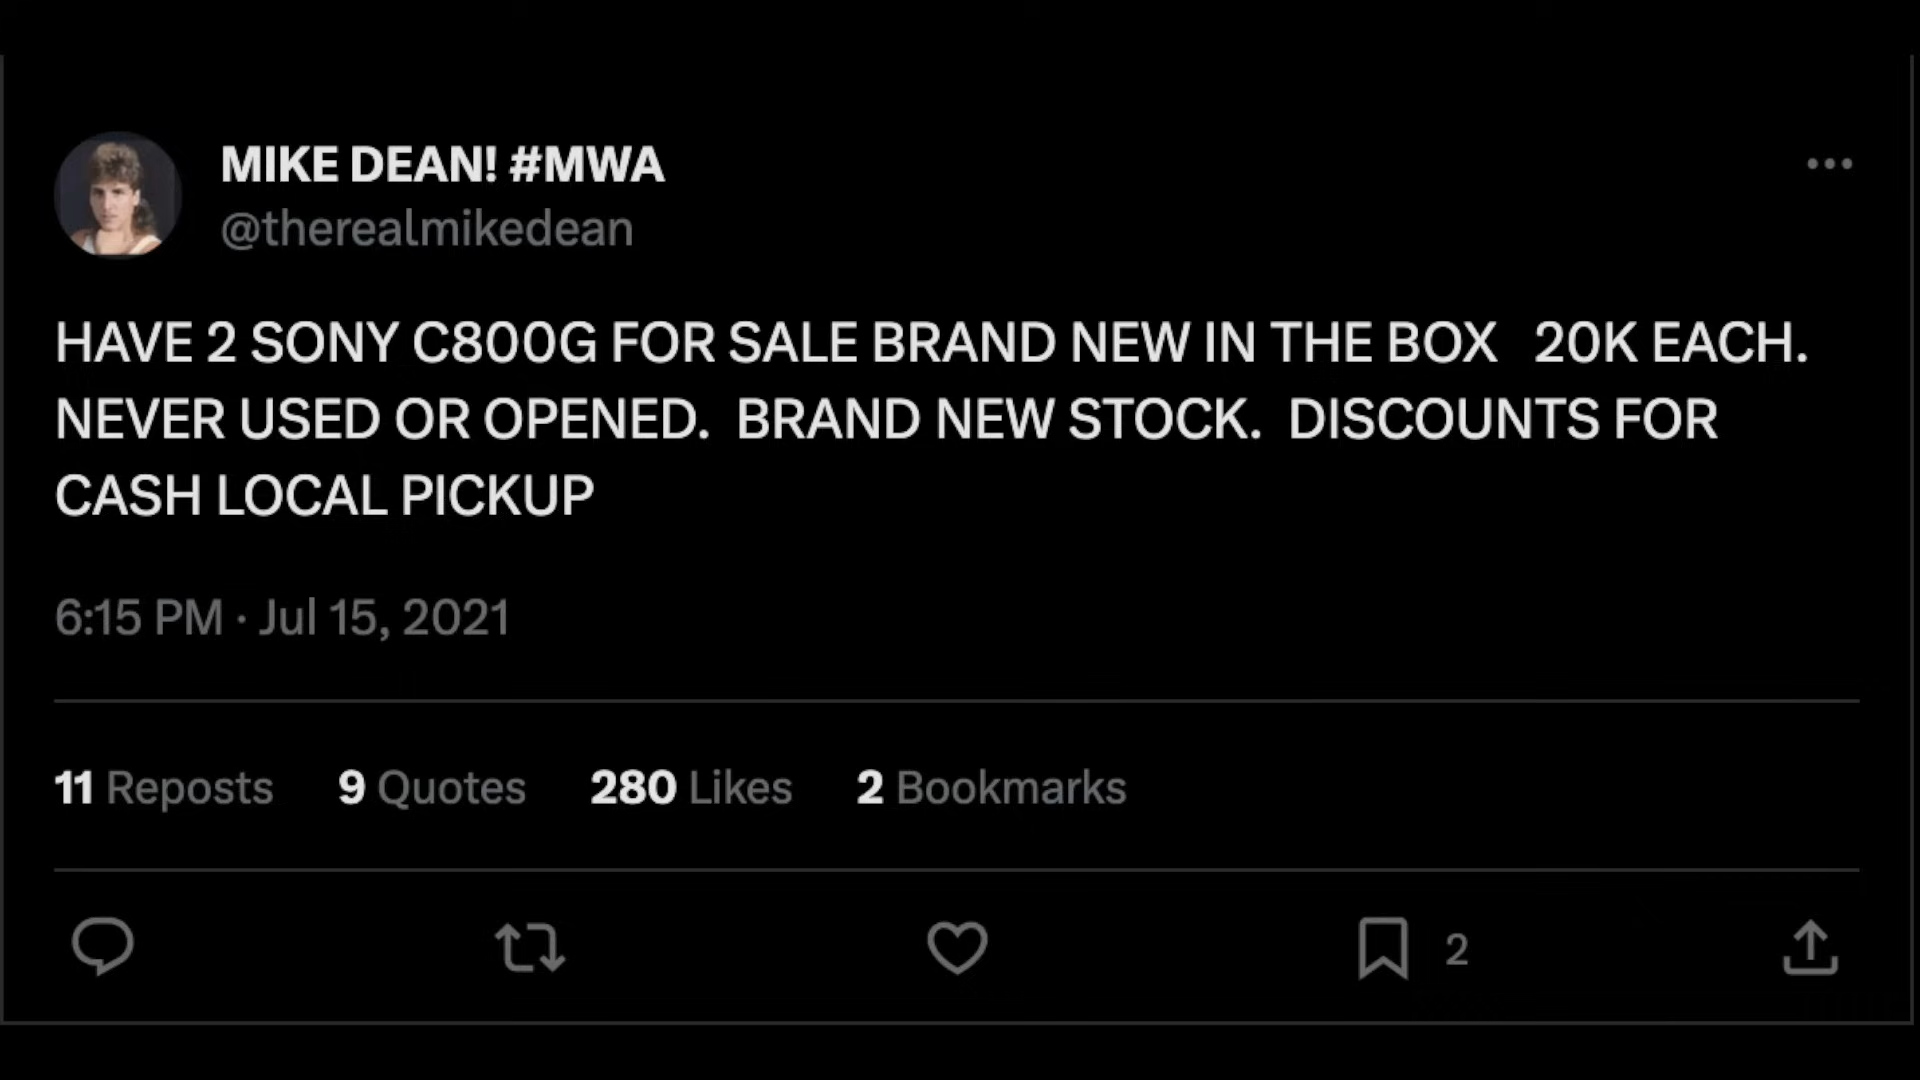 MIKE DEAN! #MWA
@therealmikedean
HAVE 2 SONY C800G FOR SALE BRAND NEW IN THE BOX   20K EACH.
NEVER USED OR OPENED.  BRAND NEW STOCK.  DISCOUNTS FOR
CASH LOCAL PICKUP
6:15 PM · Jul 15, 2021
11 Reposts 9 Quotes 280 Likes 2 Bookmarks
2